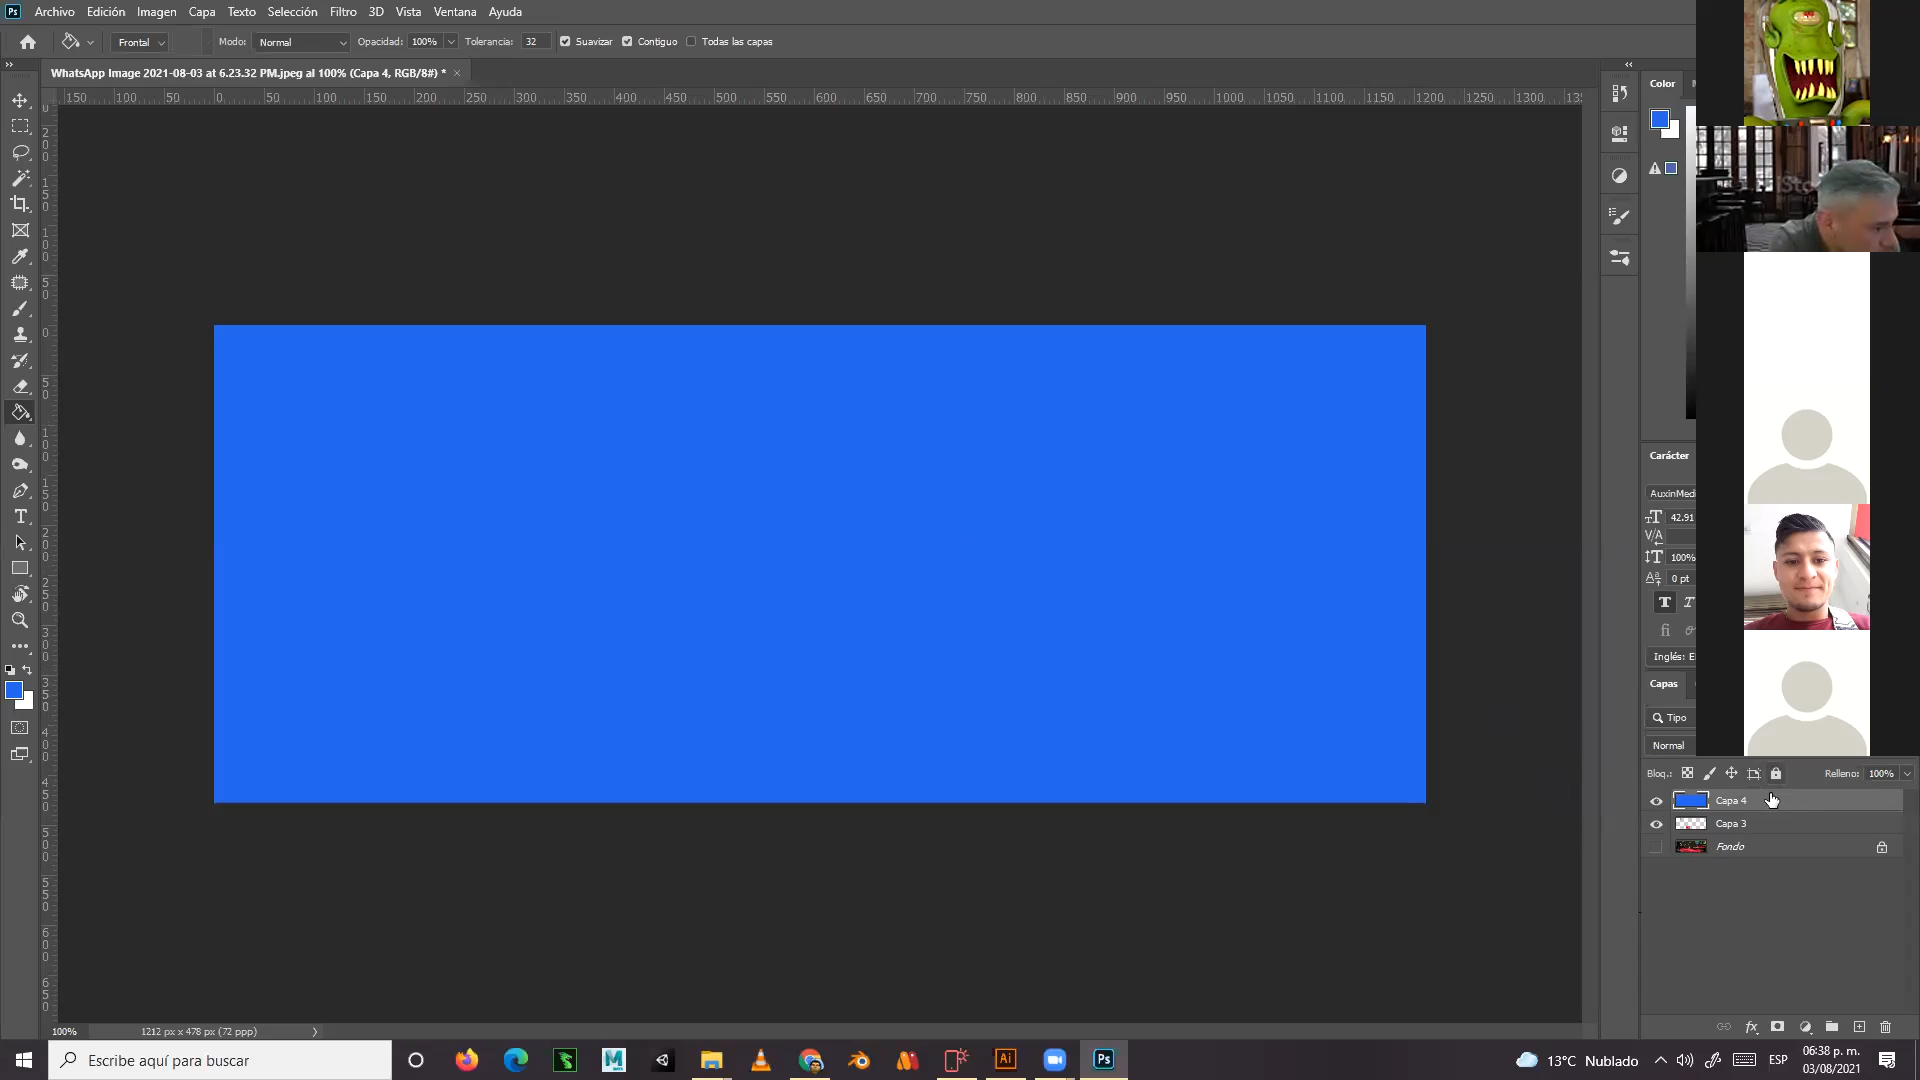 Ps Archivo Edición Imagen Capa Texto Selección Filtro 3D Vista Ventana Ayuda
Frontal Modo: Normal Opacidad: 100% Tolerancia: 32 Suavizar Contiguo Todas las capas
WhatsApp Image 2021-08-03 at 6.23.32 PM.jpeg al 100% (Capa 4, RGB/8#) * ×
150 100 50 0 50 100 150 200 250 300 350 400 450 500 550 600 650 700 750 800 850 900 950 1000 1050 1100 1150 1200 1250 1300
Color
Carácter
AuxinMedi
42.91
100%
0 pt
Inglés: E
Capas
Tipo
Normal
Bloq.: Relleno: 100%
Capa 4
Capa 3
Fondo
100% 1212 px x 478 px (72 ppp)
Escribe aquí para buscar
Ai
Ps
13°C Nublado
ESP
06:38 p. m.
03/08/2021